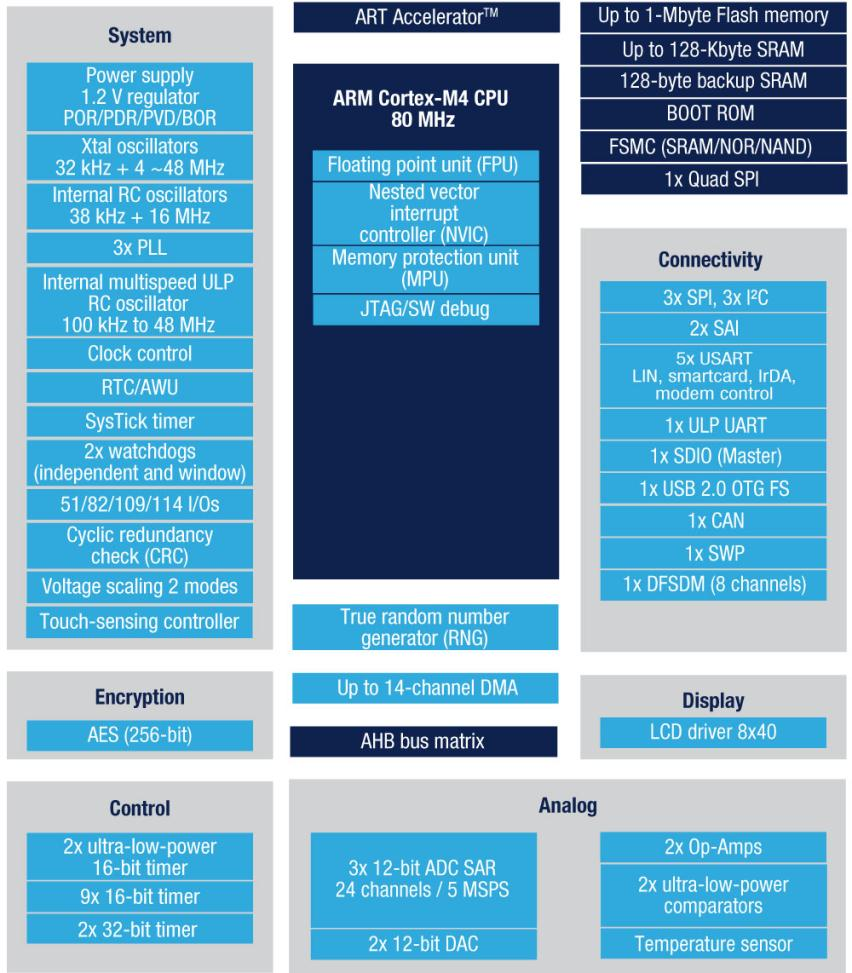 System
Power supply
1.2 V regulator
POR/PDR/PVD/BOR
Xtal oscillators
32 kHz + 4 ~48 MHz
Internal RC oscillators
38 kHz + 16 MHz
3x PLL
Internal multispeed ULP
RC oscillator
100 kHz to 48 MHz
Clock control
RTC/AWU
SysTick timer
2x watchdogs
(independent and window)
51/82/109/114 I/Os
Cyclic redundancy
check (CRC)
Voltage scaling 2 modes
Touch-sensing controller
Encryption
AES (256-bit)
Control
2x ultra-low-power
16-bit timer
9x 16-bit timer
2x 32-bit timer
ART Accelerator™
ARM Cortex-M4 CPU
80 MHz
Floating point unit (FPU)
Nested vector
interrupt
controller (NVIC)
Memory protection unit
(MPU)
JTAG/SW debug
True random number
generator (RNG)
Up to 14-channel DMA
AHB bus matrix
Up to 1-Mbyte Flash memory
Up to 128-Kbyte SRAM
128-byte backup SRAM
BOOT ROM
FSMC (SRAM/NOR/NAND)
1x Quad SPI
Connectivity
3x SPI, 3x I²C
2x SAI
5x USART
LIN, smartcard, IrDA,
modem control
1x ULP UART
1x SDIO (Master)
1x USB 2.0 OTG FS
1x CAN
1x SWP
1x DFSDM (8 channels)
Display
LCD driver 8x40
Analog
3x 12-bit ADC SAR
24 channels / 5 MSPS
2x 12-bit DAC
2x Op-Amps
2x ultra-low-power
comparators
Temperature sensor